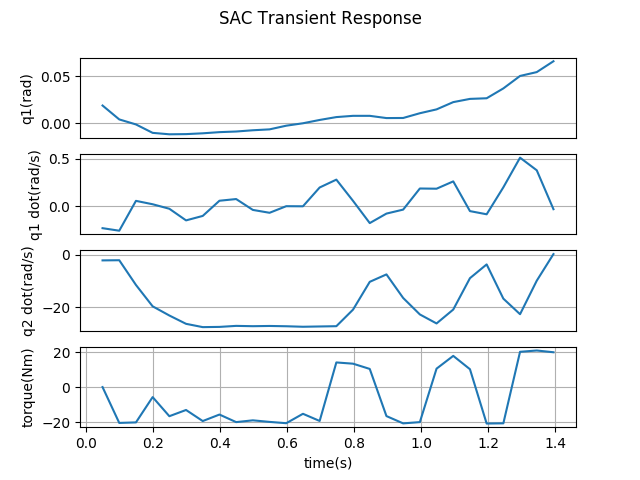 SAC Transient Response
q1(rad)
0.05
0.00
q1 dot(rad/s)
0.5
0.0
q2 dot(rad/s)
0
−20
torque(Nm)
20
0
−20
0.0 0.2 0.4 0.6 0.8 1.0 1.2 1.4
time(s)